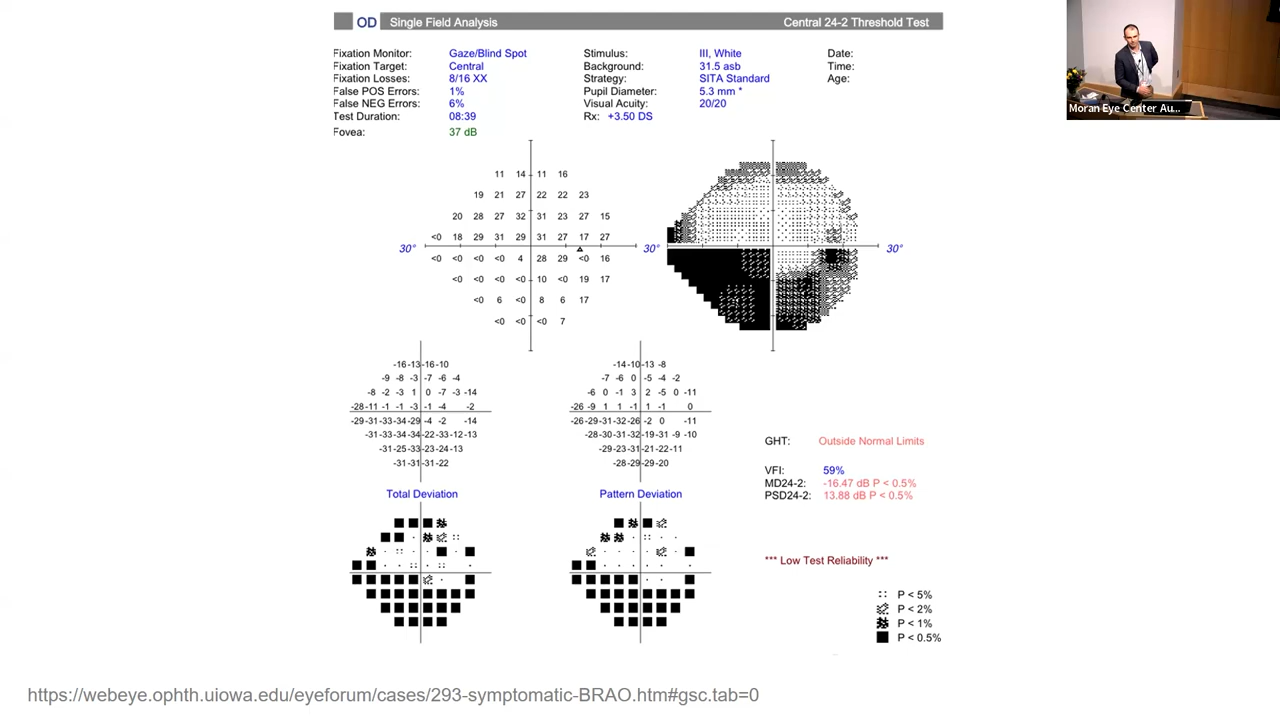 OD Single Field Analysis Central 24-2 Threshold Test
Fixation Monitor: Gaze/Blind Spot Stimulus: III, White Date:
Fixation Target: Central Background: 31.5 asb Time:
Fixation Losses: 8/16 XX Strategy: SITA Standard Age:
False POS Errors: 1% Pupil Diameter: 5.3 mm *
False NEG Errors: 6% Visual Acuity: 20/20
Test Duration: 08:39 Rx: +3.50 DS
Fovea: 37 dB
Moran Eye Center Au...
11 14 11 16
19 21 27 22 22 23
20 28 27 32 31 23 27 15
<0 18 29 31 29 31 27 17 27
30° 30° 30°
<0 <0 <0 <0 4 28 29 <0 16
<0 <0 <0 <0 10 <0 19 17
<0 6 <0 8 6 17
<0 <0 <0 7
-16 -13 -16 -10 -14 -10 -13 -8
-9 -8 -3 -7 -6 -4 -7 -6 0 -5 -4 -2
-8 -2 -3 1 0 -7 -3 -14 -6 0 -1 3 2 -5 0 -11
-28 -11 -1 -1 -3 -1 -4 -2 -26 -9 1 1 -1 1 -1 0
-29 -31 -33 -34 -29 -4 -2 -14 -26 -29 -31 -32 -26 -2 0 -11
-31 -33 -34 -34 -22 -33 -12 -13 -28 -30 -31 -32 -19 -31 -9 -10
-31 -25 -33 -23 -24 -13 -29 -23 -31 -21 -22 -11
-31 -31 -31 -22 -28 -29 -29 -20
GHT: Outside Normal Limits
VFI: 59%
MD24-2: -16.47 dB P < 0.5%
PSD24-2: 13.88 dB P < 0.5%
Total Deviation Pattern Deviation
*** Low Test Reliability ***
P < 5%
P < 2%
P < 1%
P < 0.5%
https://webeye.ophth.uiowa.edu/eyeforum/cases/293-symptomatic-BRAO.htm#gsc.tab=0